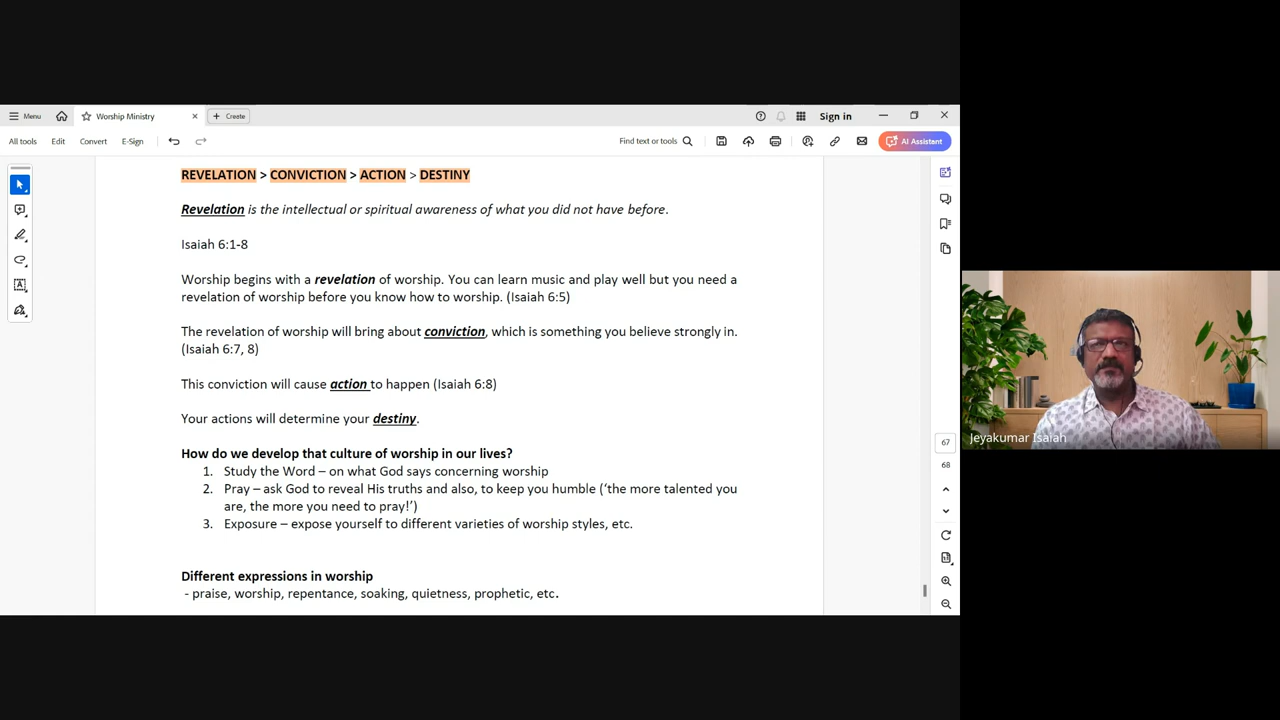 Menu
Worship Ministry
Create
Sign in
All tools
Edit
Convert
E-Sign
Find text or tools
AI Assistant
REVELATION > CONVICTION > ACTION > DESTINY
Revelation is the intellectual or spiritual awareness of what you did not have before.
Isaiah 6:1-8
Worship begins with a revelation of worship. You can learn music and play well but you need a
revelation of worship before you know how to worship. (Isaiah 6:5)
The revelation of worship will bring about conviction, which is something you believe strongly in.
(Isaiah 6:7, 8)
This conviction will cause action to happen (Isaiah 6:8)
Your actions will determine your destiny.
How do we develop that culture of worship in our lives?
1. Study the Word – on what God says concerning worship
2. Pray – ask God to reveal His truths and also, to keep you humble (‘the more talented you
are, the more you need to pray!’)
3. Exposure – expose yourself to different varieties of worship styles, etc.
Different expressions in worship
- praise, worship, repentance, soaking, quietness, prophetic, etc.
67
68
Jeyakumar Isaiah